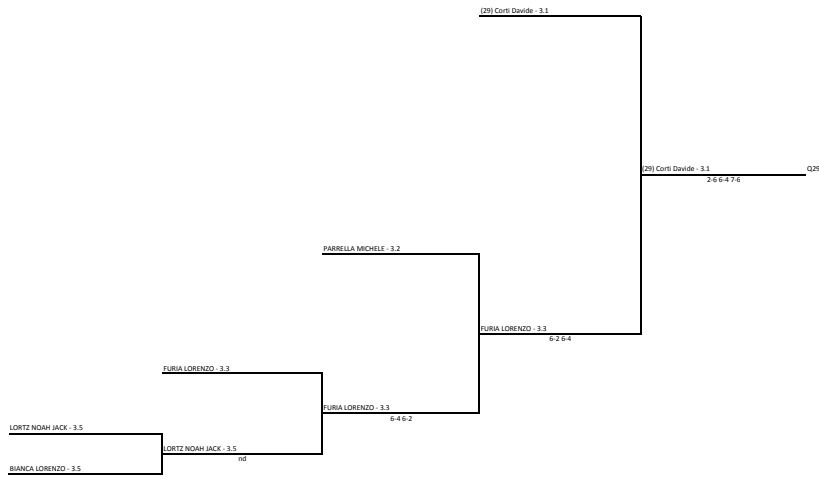 (29) Corti Davide - 3.1
(29) Corti Davide - 3.1
Q29
2-6 6-4 7-6
PARRELLA MICHELE - 3.2
FURIA LORENZO - 3.3
6-2 6-4
FURIA LORENZO - 3.3
FURIA LORENZO - 3.3
6-4 6-2
LORTZ NOAH JACK - 3.5
LORTZ NOAH JACK - 3.5
nd
BIANCA LORENZO - 3.5